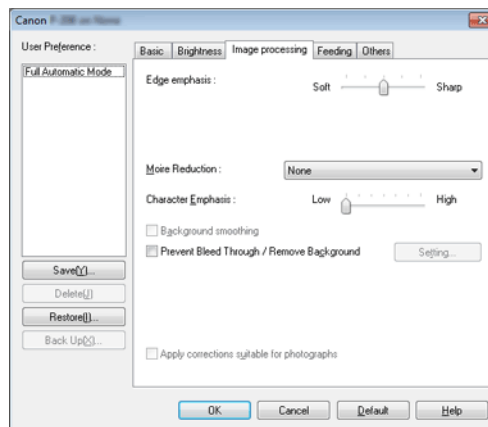 Canon
User Preference :
Full Automatic Mode
Save(Y)...
Delete(J)
Restore(I)...
Back Up(X)...
Basic Brightness Image processing Feeding Others
Edge emphasis :
Soft Sharp
Moire Reduction :
None
Character Emphasis :
Low High
Background smoothing
Prevent Bleed Through / Remove Background
Setting...
Apply corrections suitable for photographs
OK Cancel Default Help